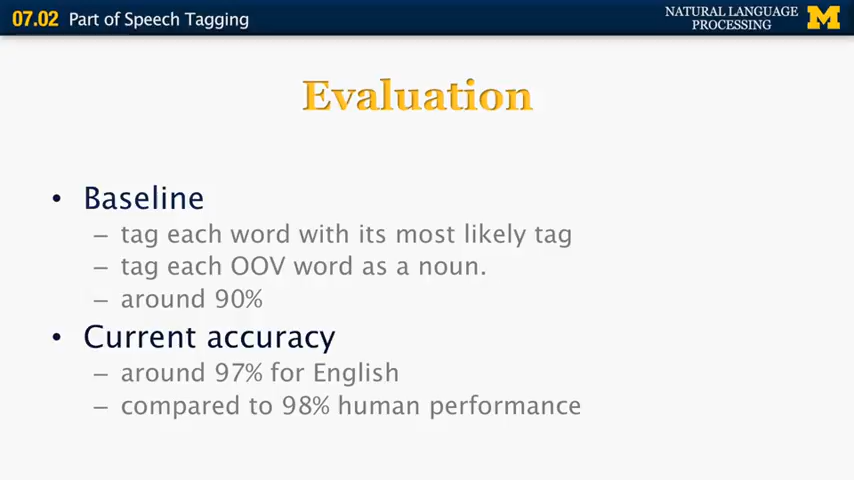 07.02 Part of Speech Tagging
NATURAL LANGUAGE
PROCESSING
M
Evaluation
• Baseline
– tag each word with its most likely tag
– tag each OOV word as a noun.
– around 90%
• Current accuracy
– around 97% for English
– compared to 98% human performance